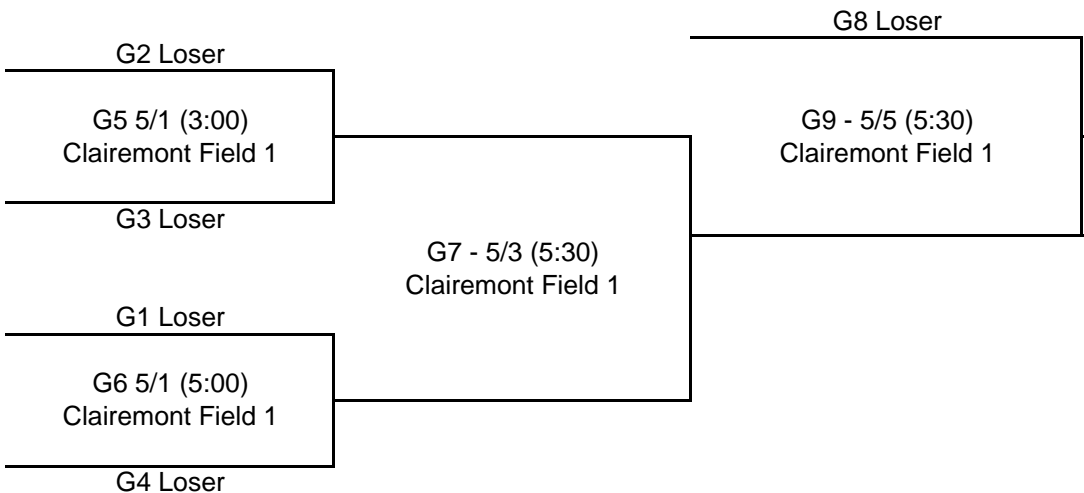 G8 Loser
G2 Loser
G5 5/1 (3:00)
Clairemont Field 1
G9 - 5/5 (5:30)
Clairemont Field 1
G3 Loser
G7 - 5/3 (5:30)
Clairemont Field 1
G1 Loser
G6 5/1 (5:00)
Clairemont Field 1
G4 Loser